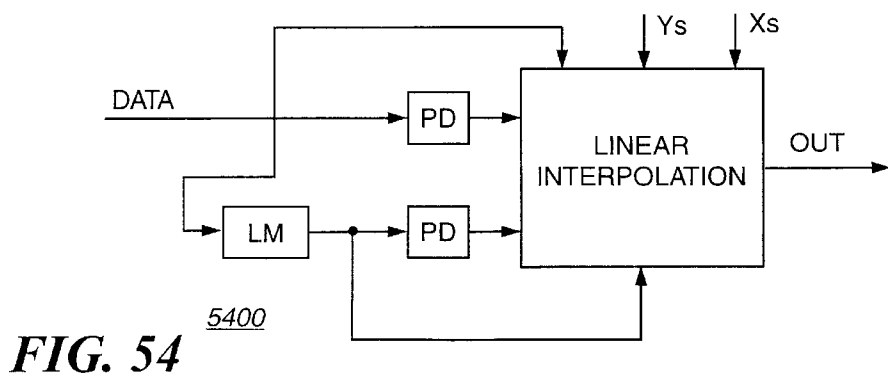 Ys
Xs
DATA
PD
LINEAR
INTERPOLATION
OUT
LM
PD
5400
FIG. 54